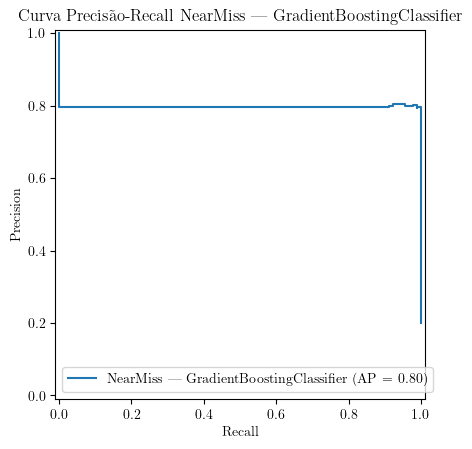 Curva Precisão-Recall NearMiss — GradientBoostingClassifier
1.0
0.8
0.6
0.4
0.2
0.0
Precision
NearMiss — GradientBoostingClassifier (AP = 0.80)
0.0 0.2 0.4 0.6 0.8 1.0
Recall